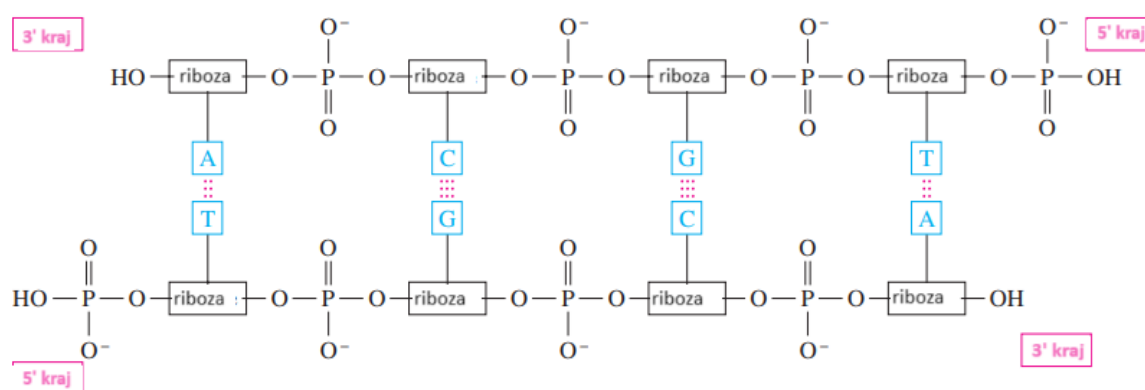 3' kraj
5' kraj
O⁻ O⁻ O⁻ O⁻
HO riboza O P O riboza O P O riboza O P O riboza O P OH
O O O O
A C G T
T G C A
O O O O
HO P O riboza O P O riboza O P O riboza O P O riboza OH
O⁻ O⁻ O⁻ O⁻
5' kraj
3' kraj